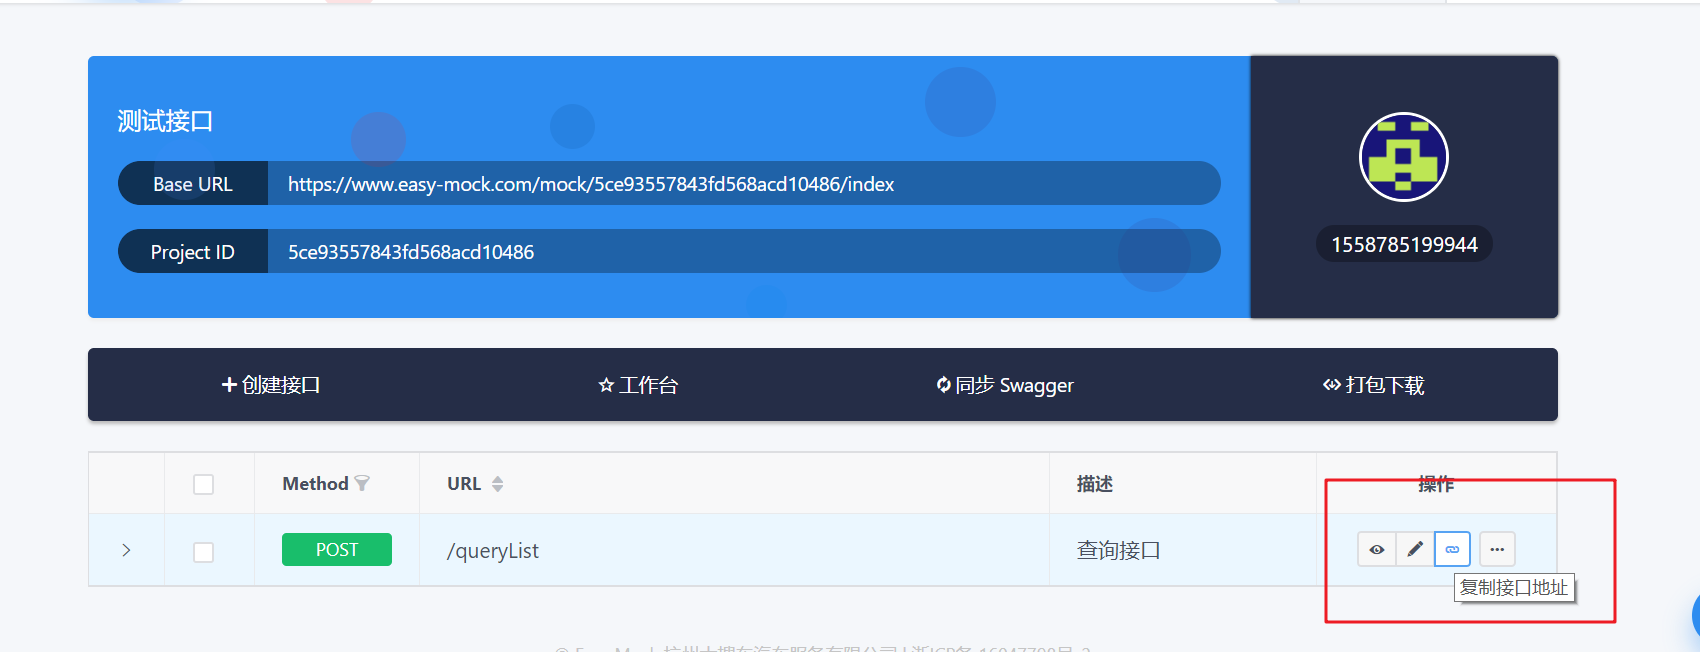 测试接口
Base URL https://www.easy-mock.com/mock/5ce93557843fd568acd10486/index
Project ID 5ce93557843fd568acd10486
1558785199944
创建接口 工作台 同步 Swagger 打包下载
Method URL 描述 操作
POST /queryList 查询接口
复制接口地址